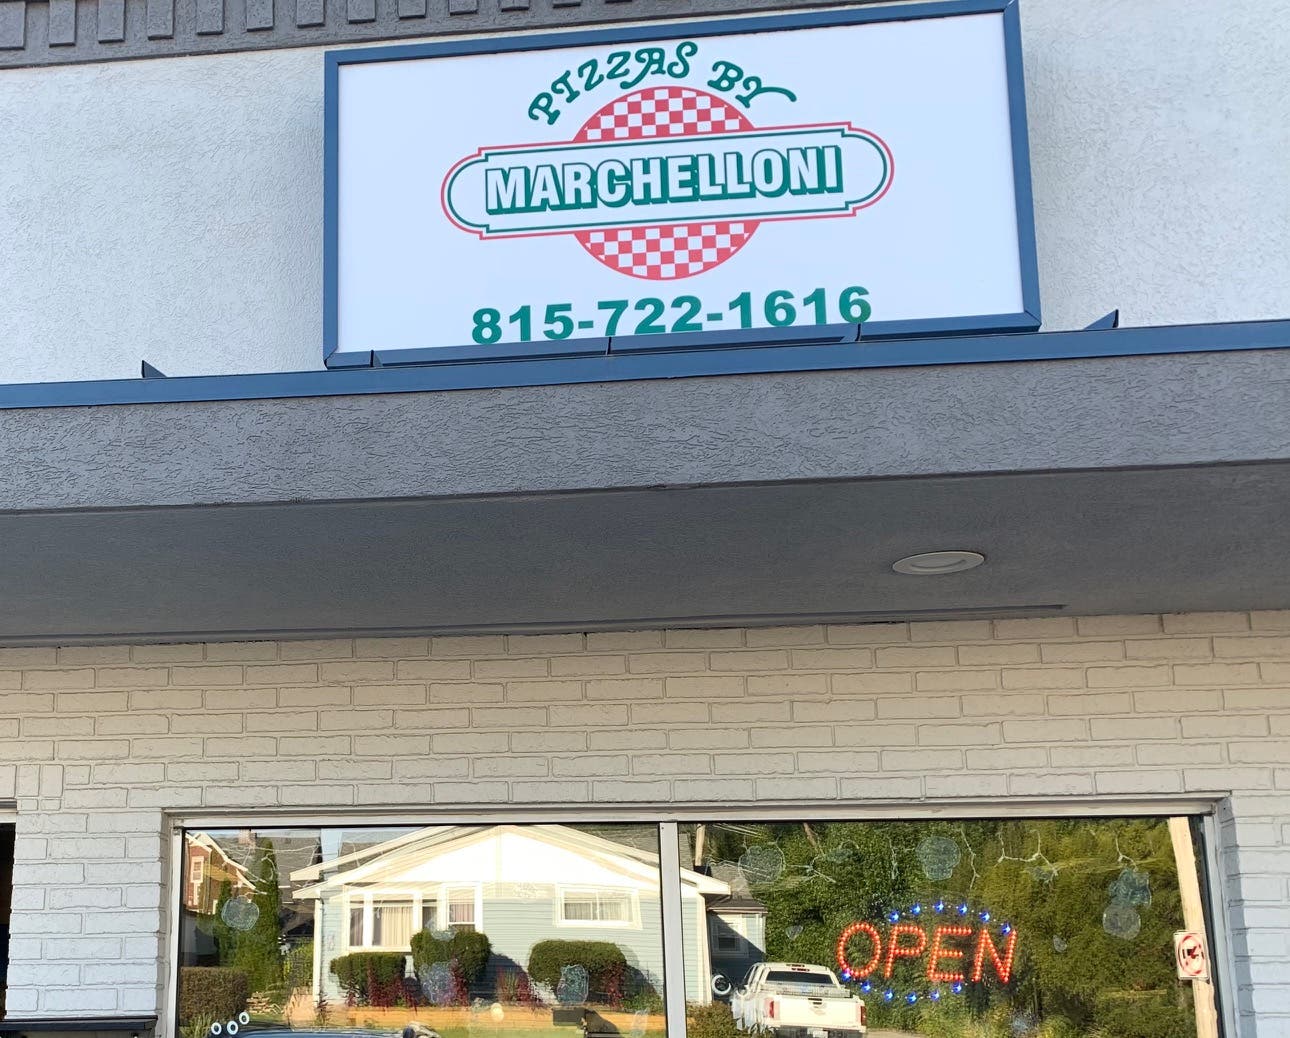 PIZZAS BY
MARCHELLONI
815-722-1616
OPEN